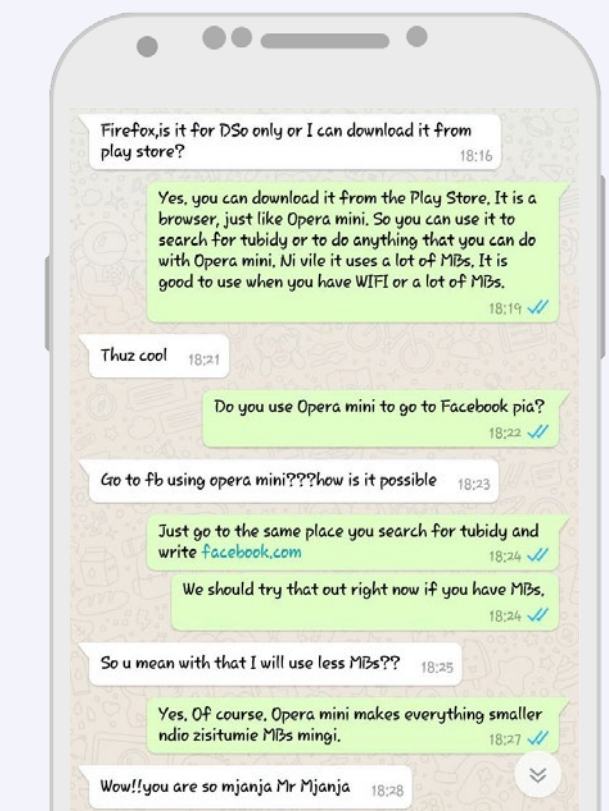 Firefox,is it for DSo only or I can download it from
play store?
18:16
Yes, you can download it from the Play Store. It is a
browser, just like Opera mini. So you can use it to
search for tubidy or to do anything that you can do
with Opera mini. Ni vile it uses a lot of MBs. It is
good to use when you have WIFI or a lot of MBs.
18:19
Thuz cool 18:21
Do you use Opera mini to go to Facebook pia?
18:22
Go to fb using opera mini???how is it possible 18:23
Just go to the same place you search for tubidy and
write facebook.com 18:24
We should try that out right now if you have MBs.
18:24
So u mean with that I will use less MBs?? 18:25
Yes. Of course. Opera mini makes everything smaller
ndio zisitumie MBs mingi. 18:27
Wow!!you are so mjanja Mr Mjanja 18:28